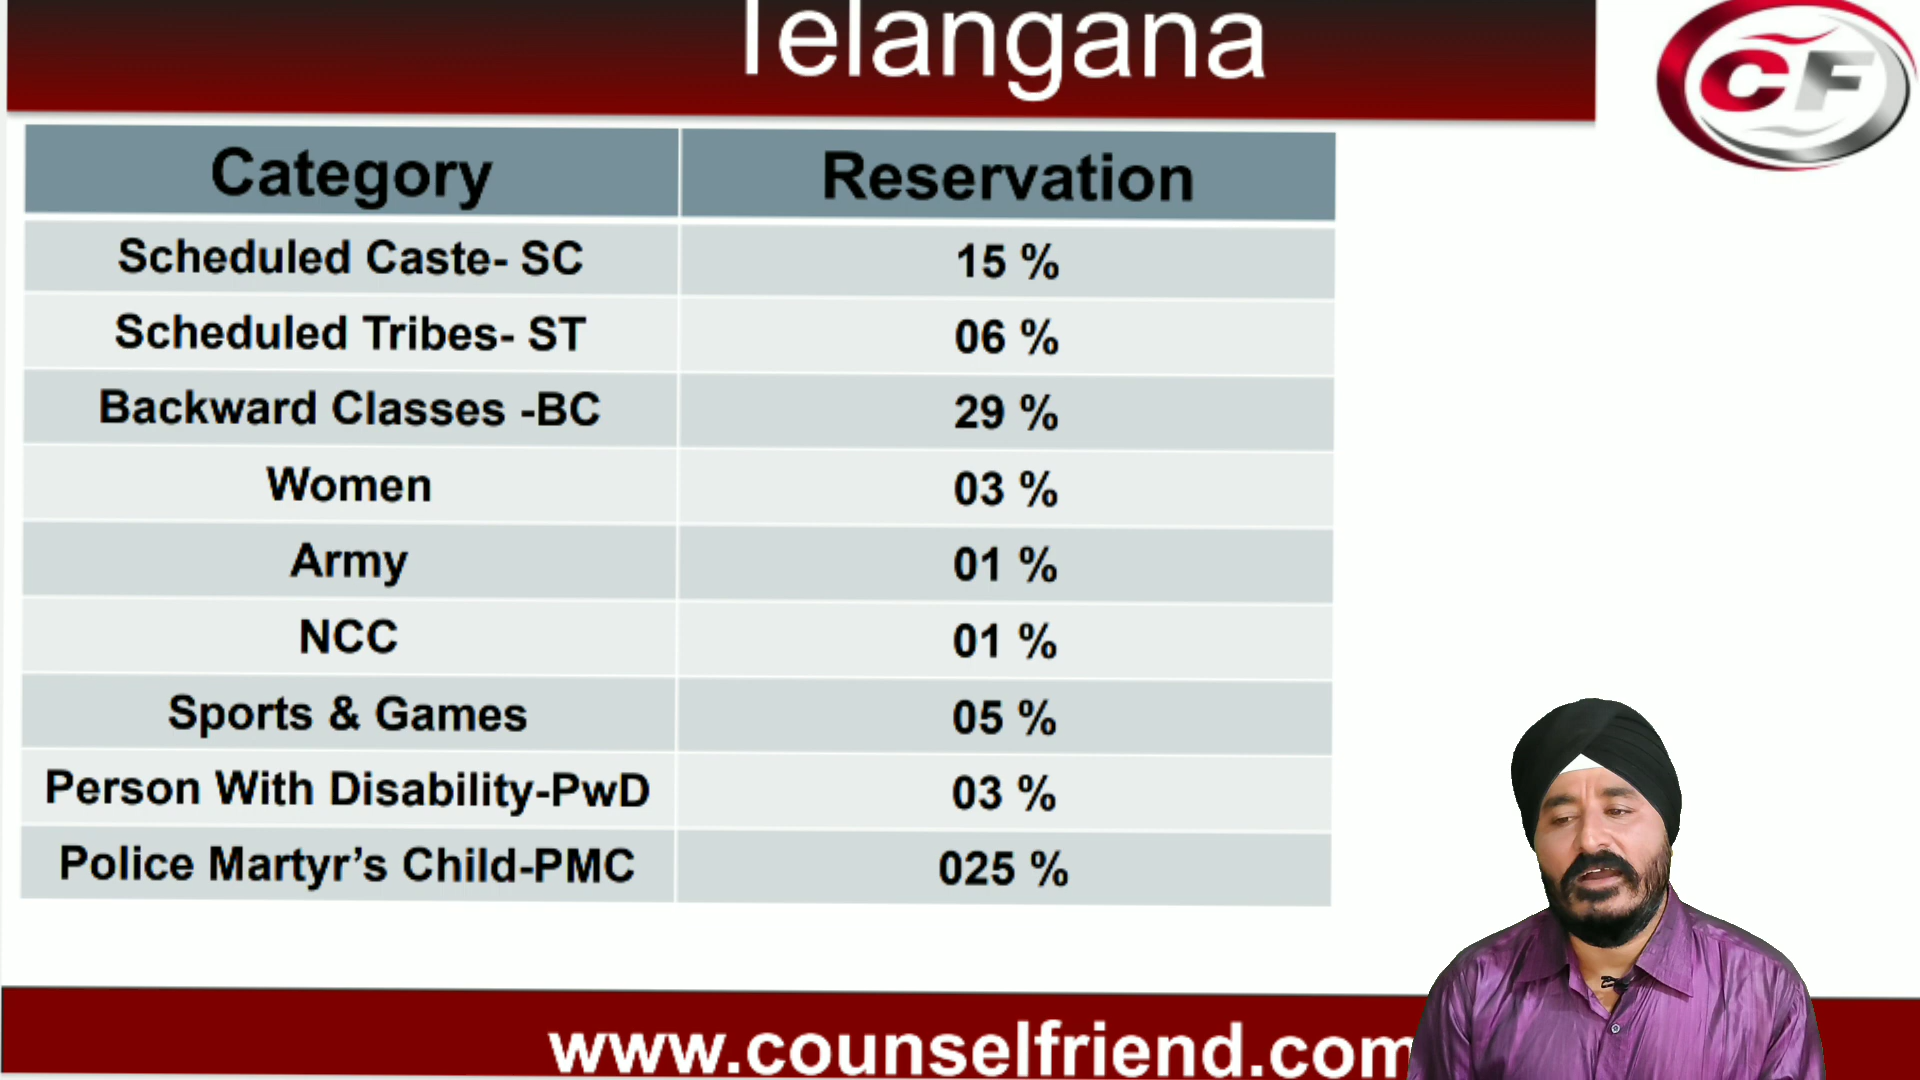 Telangana
CF
Category Reservation
Scheduled Caste- SC 15 %
Scheduled Tribes- ST 06 %
Backward Classes -BC 29 %
Women 03 %
Army 01 %
NCC 01 %
Sports & Games 05 %
Person With Disability-PwD 03 %
Police Martyr’s Child-PMC 025 %
www.counselfriend.com